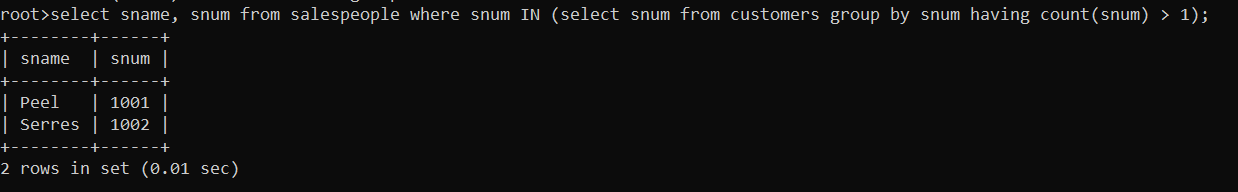 root>select sname, snum from salespeople where snum IN (select snum from customers group by snum having count(snum) > 1);
+--------+------+
| sname  | snum |
+--------+------+
| Peel   | 1001 |
| Serres | 1002 |
+--------+------+
2 rows in set (0.01 sec)